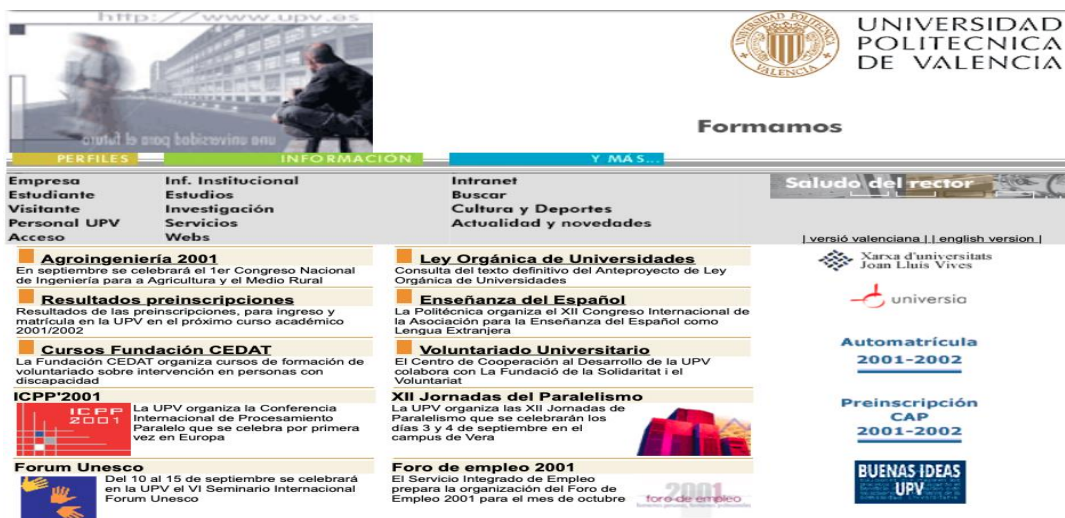 http://www.upv.es
UNIVERSIDAD
POLITECNICA
DE VALENCIA
una universidad para el futuro
Formamos
PERFILES
INFORMACIÓN
Y MÁS...
Empresa
Estudiante
Visitante
Personal UPV
Acceso
Inf. Institucional
Estudios
Investigación
Servicios
Webs
Intranet
Buscar
Cultura y Deportes
Actualidad y novedades
Saludo del rector
| versió valenciana | | english version |
Agroingeniería 2001
En septiembre se celebrará el 1er Congreso Nacional
de Ingeniería para a Agricultura y el Medio Rural
Resultados preinscripciones
Resultados de las preinscripciones, para ingreso y
matrícula en la UPV en el próximo curso académico
2001/2002
Cursos Fundación CEDAT
La Fundación CEDAT organiza cursos de formación de
voluntariado sobre intervención en personas con
discapacidad
ICPP'2001
ICPP
2001
La UPV organiza la Conferencia
Internacional de Procesamiento
Paralelo que se celebra por primera
vez en Europa
Forum Unesco
Del 10 al 15 de septiembre se celebrará
en la UPV el VI Seminario Internacional
Forum Unesco
Ley Orgánica de Universidades
Consulta del texto definitivo del Anteproyecto de Ley
Orgánica de Universidades
Enseñanza del Español
La Politécnica organiza el XII Congreso Internacional de
la Asociación para la Enseñanza del Español como
Lengua Extranjera
Voluntariado Universitario
El Centro de Cooperación al Desarrollo de la UPV
colabora con La Fundació de la Solidaritat i el
Voluntariat
XII Jornadas del Paralelismo
La UPV organiza las XII Jornadas de
Paralelismo que se celebrarán los
días 3 y 4 de septiembre en el
campus de Vera
Foro de empleo 2001
El Servicio Integrado de Empleo
prepara la organización del Foro de
Empleo 2001 para el mes de octubre
2001
foro de empleo
Xarxa d'universitats
Joan Lluis Vives
universia
Automatrícula
2001-2002
Preinscripción
CAP
2001-2002
BUENAS IDEAS
UPV